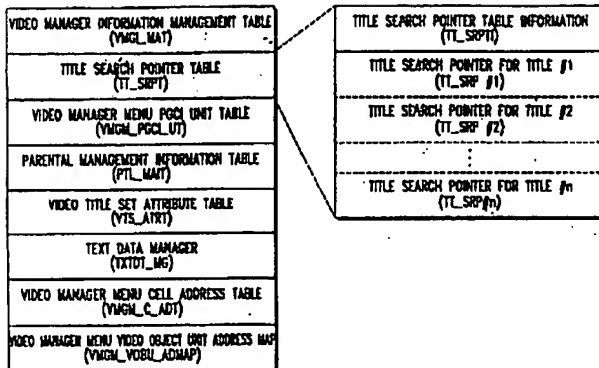 VIDEO MANAGER INFORMATION MANAGEMENT TABLE
(VMGI_MAT)
TITLE SEARCH POINTER TABLE
(TT_SRPT)
VIDEO MANAGER MENU PGCI UNIT TABLE
(VMGM_PGCI_UT)
PARENTAL MANAGEMENT INFORMATION TABLE
(PTL_MAIT)
VIDEO TITLE SET ATTRIBUTE TABLE
(VTS_ATRT)
TEXT DATA MANAGER
(TXTDT_MG)
VIDEO MANAGER MENU CELL ADDRESS TABLE
(VMGM_C_ADT)
VIDEO MANAGER MENU VIDEO OBJECT UNIT ADDRESS MAP
(VMGM_VOBU_ADMAP)
TITLE SEARCH POINTER TABLE INFORMATION
(TT_SRPTI)
TITLE SEARCH POINTER FOR TITLE #1
(TT_SRP #1)
TITLE SEARCH POINTER FOR TITLE #2
(TT_SRP #2)
TITLE SEARCH POINTER FOR TITLE #n
(TT_SRP#n)